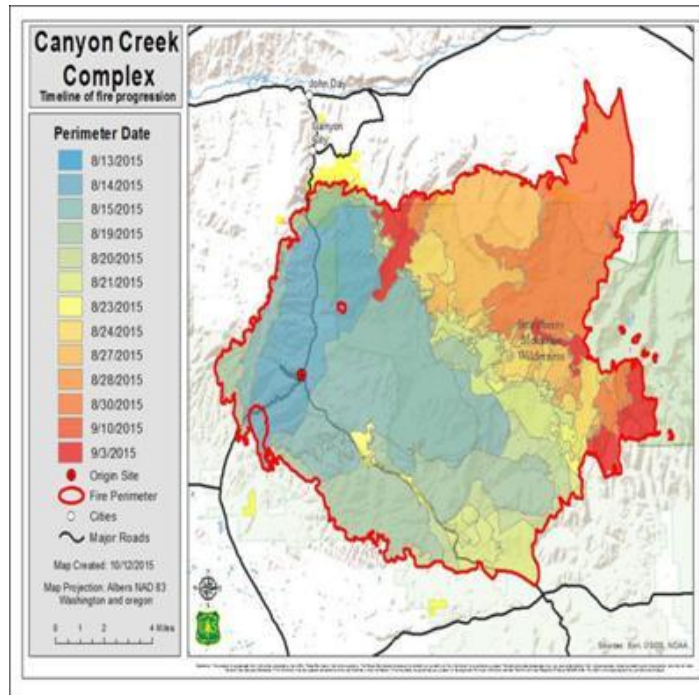 Canyon Creek
Complex
Timeline of fire progression
Perimeter Date
8/13/2015
8/14/2015
8/15/2015
8/19/2015
8/20/2015
8/21/2015
8/23/2015
8/24/2015
8/27/2015
8/28/2015
8/30/2015
9/10/2015
9/3/2015
Origin Site
Fire Perimeter
Cities
Major Roads
Map Created: 10/12/2015
Map Projection: Albers NAD 83
Washington and oregon
0 1 2 4 Miles
John Day
Canyon
City
Mountain
Wilderness
Sources: Esri, USGS, NOAA